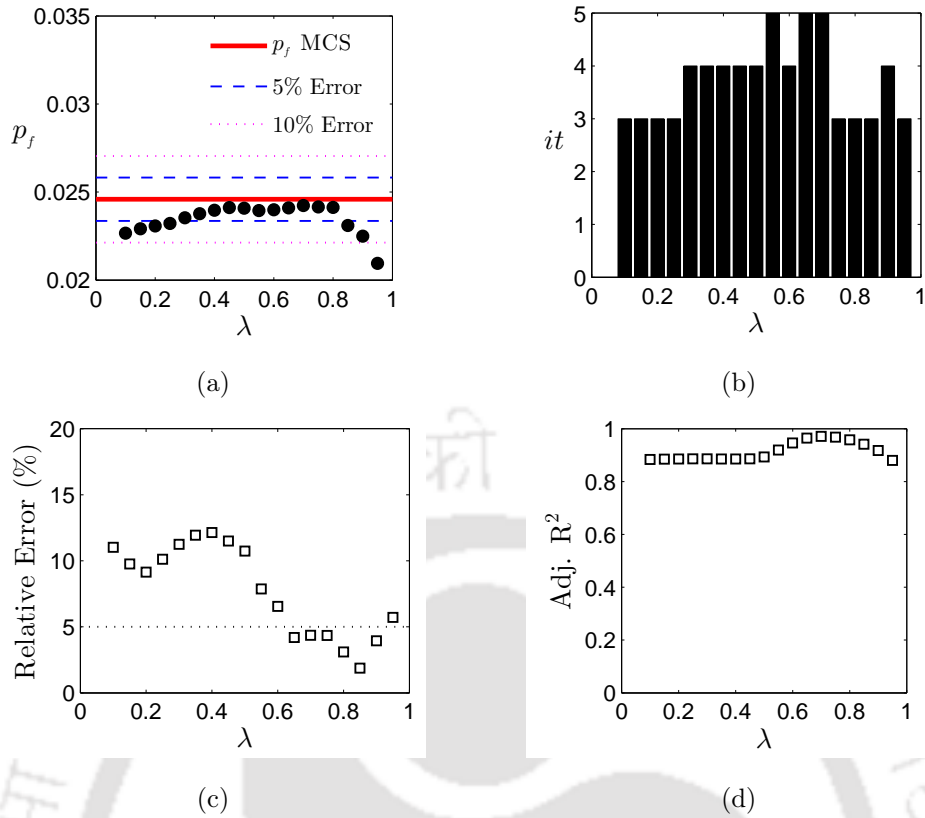 0.035
0.03
0.025
0.02
p_f
p_f MCS
5% Error
10% Error
0 0.2 0.4 0.6 0.8 1
λ
(a)
5
4
3
2
1
0
it
0 0.2 0.4 0.6 0.8 1
λ
(b)
20
15
10
5
0
Relative Error (%)
0 0.2 0.4 0.6 0.8 1
λ
(c)
1
0.8
0.6
0.4
0.2
0
Adj. R²
0 0.2 0.4 0.6 0.8 1
λ
(d)